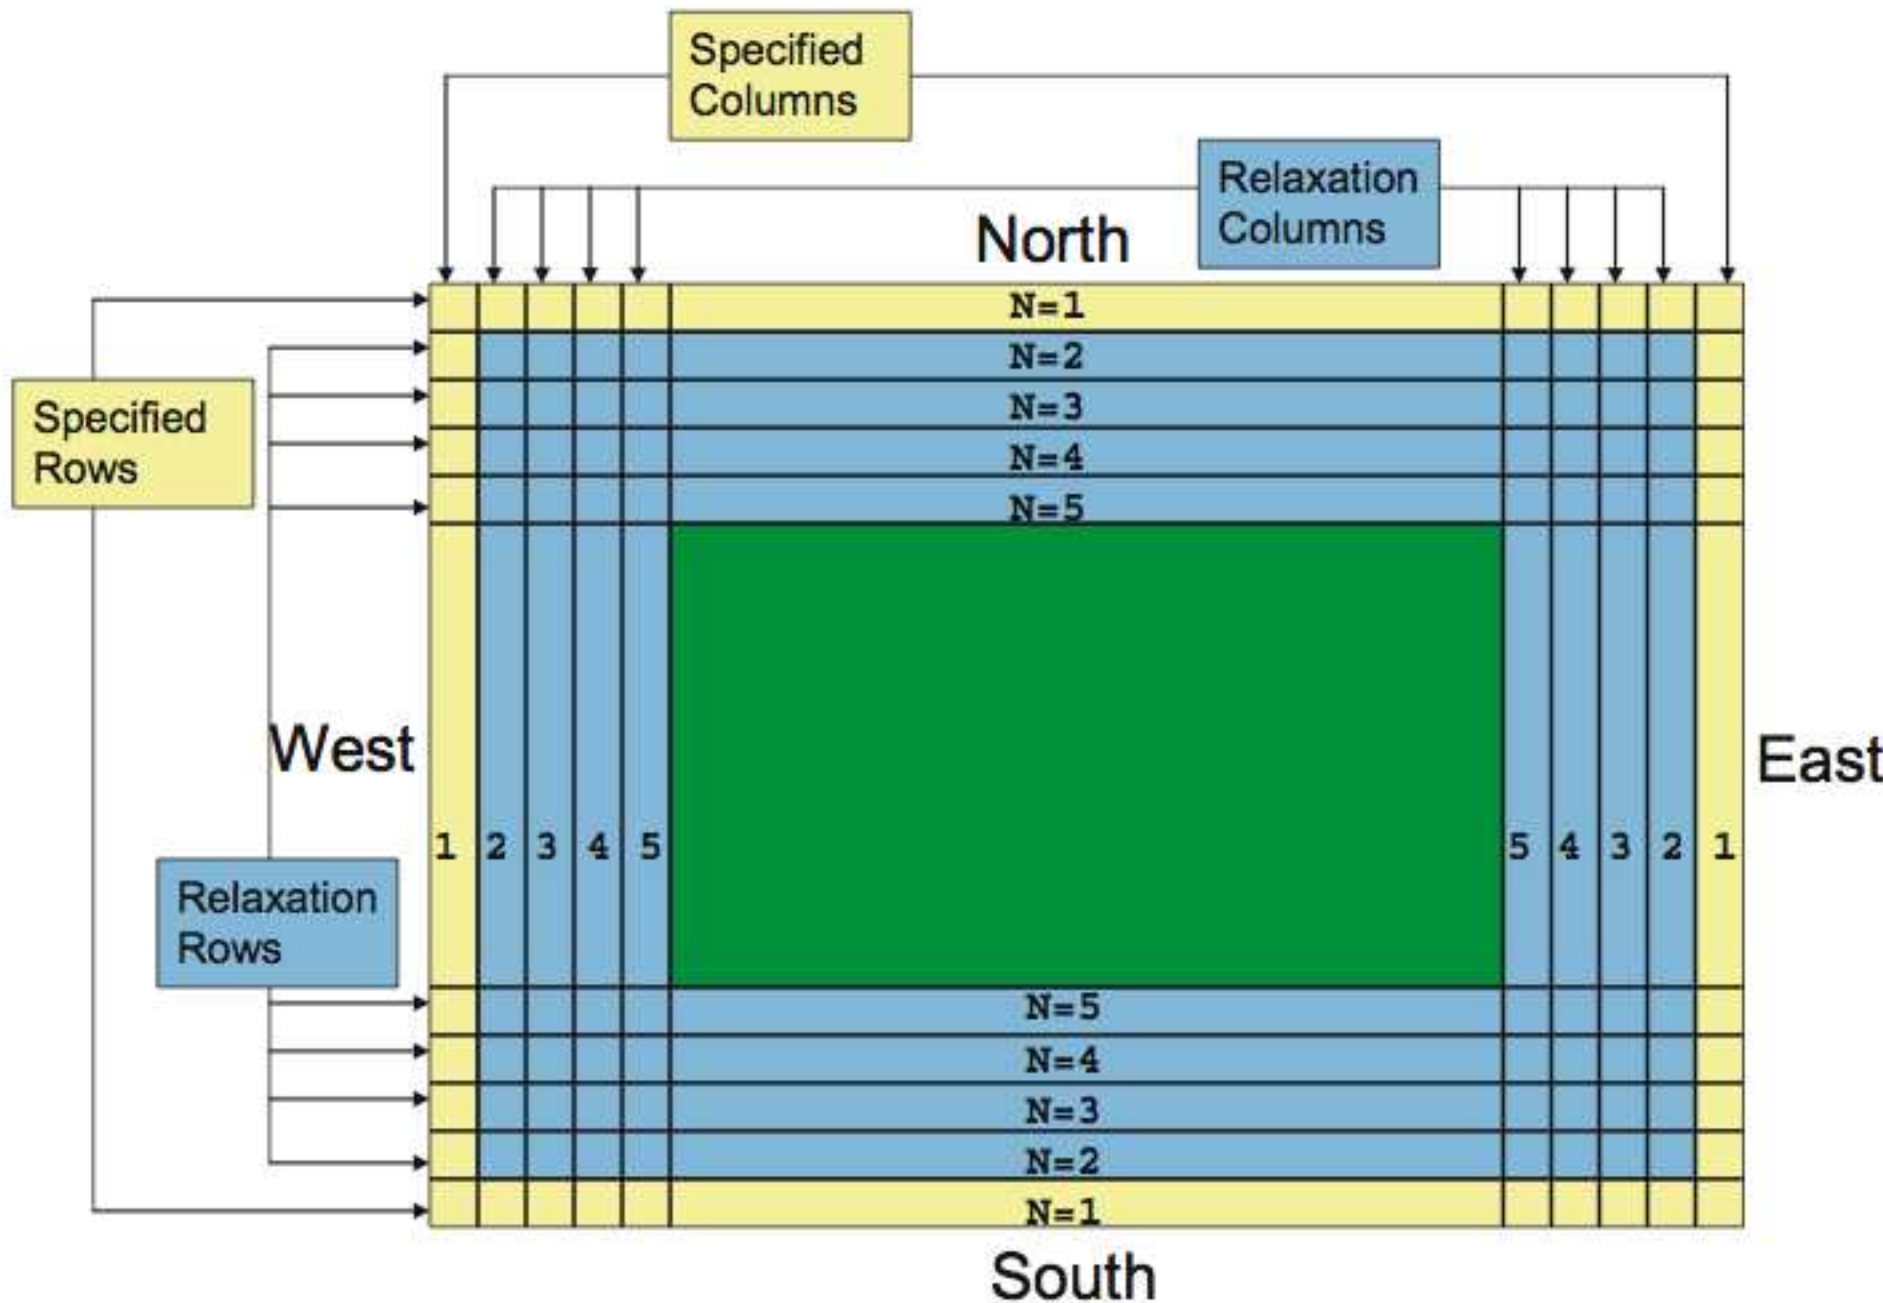 Specified
Columns
Relaxation
Columns
North
N=1
N=2
N=3
N=4
N=5
Specified
Rows
West
East
1 2 3 4 5 5 4 3 2 1
Relaxation
Rows
N=5
N=4
N=3
N=2
N=1
South